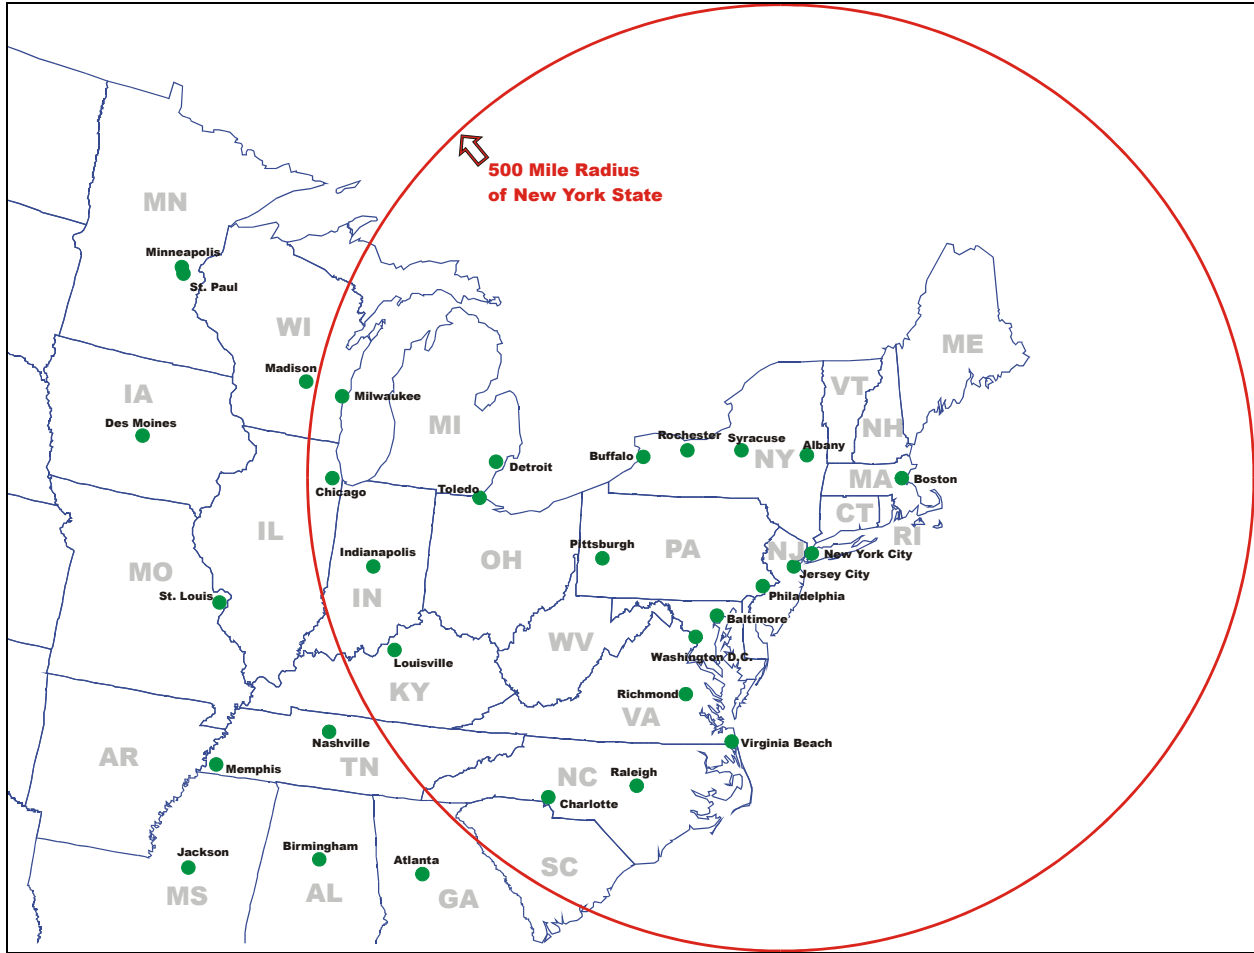 500 Mile Radius
of New York State
MN
Minneapolis
St. Paul
WI
ME
Madison
Milwaukee
IA
Des Moines
MI
VT
NH
Rochester
Syracuse
Albany
Buffalo
NY
Detroit
Toledo
Chicago
MA
Boston
CT
RI
IL
Indianapolis
OH
Pittsburgh
PA
NJ
New York City
Jersey City
MO
St. Louis
IN
Philadelphia
Baltimore
WV
Washington D.C.
Louisville
KY
Richmond
VA
Nashville
Virginia Beach
AR
Memphis
TN
NC
Raleigh
Charlotte
Jackson
Birmingham
Atlanta
SC
MS
AL
GA